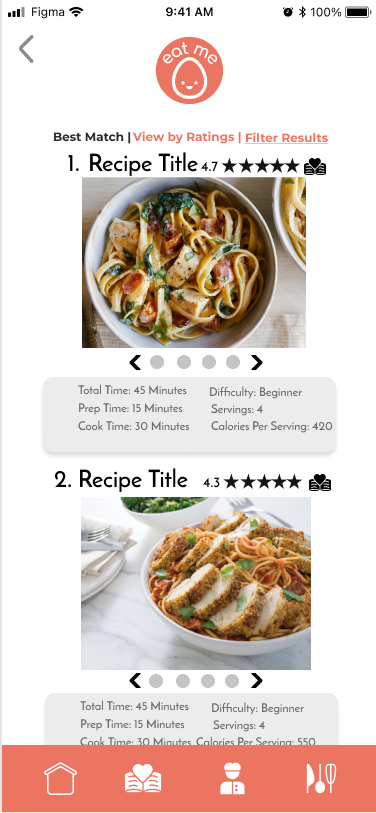 Figma 9:41 AM 100%
eat me
Best Match | View by Ratings | Filter Results
1. Recipe Title 4.7
Total Time: 45 Minutes Difficulty: Beginner
Prep Time: 15 Minutes Servings: 4
Cook Time: 30 Minutes Calories Per Serving: 420
2. Recipe Title 4.3
Total Time: 45 Minutes Difficulty: Beginner
Prep Time: 15 Minutes Servings: 4
Cook Time: 30 Minutes Calories Per Serving: 550